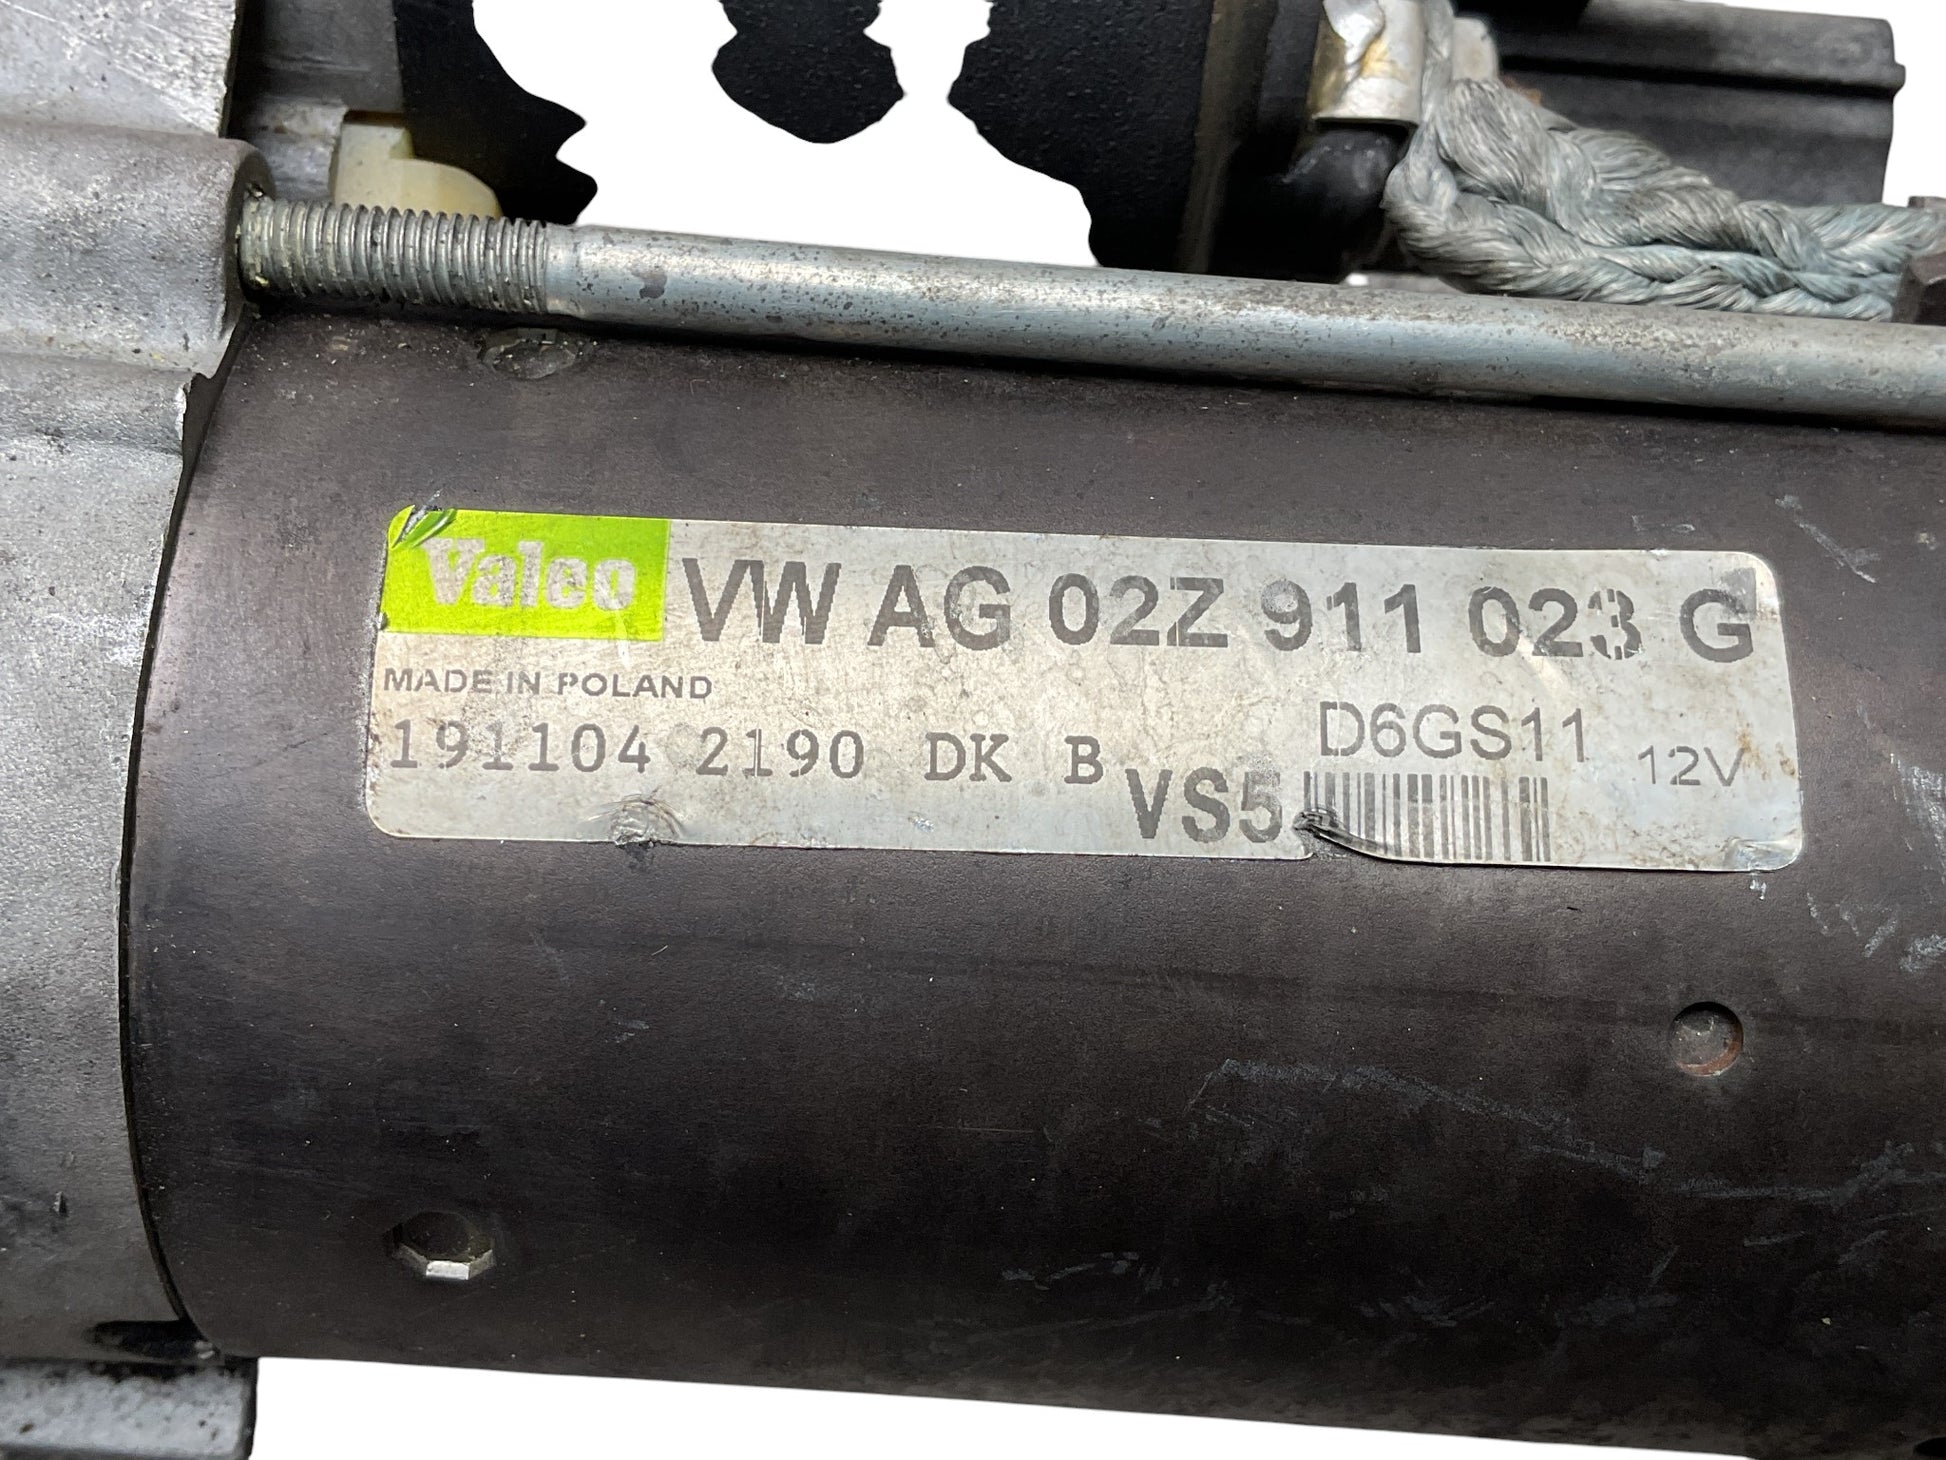 Valeo VW AG 02Z 911 023 G
MADE IN POLAND
191104 2190 DK B VS5 D6GS11 12V